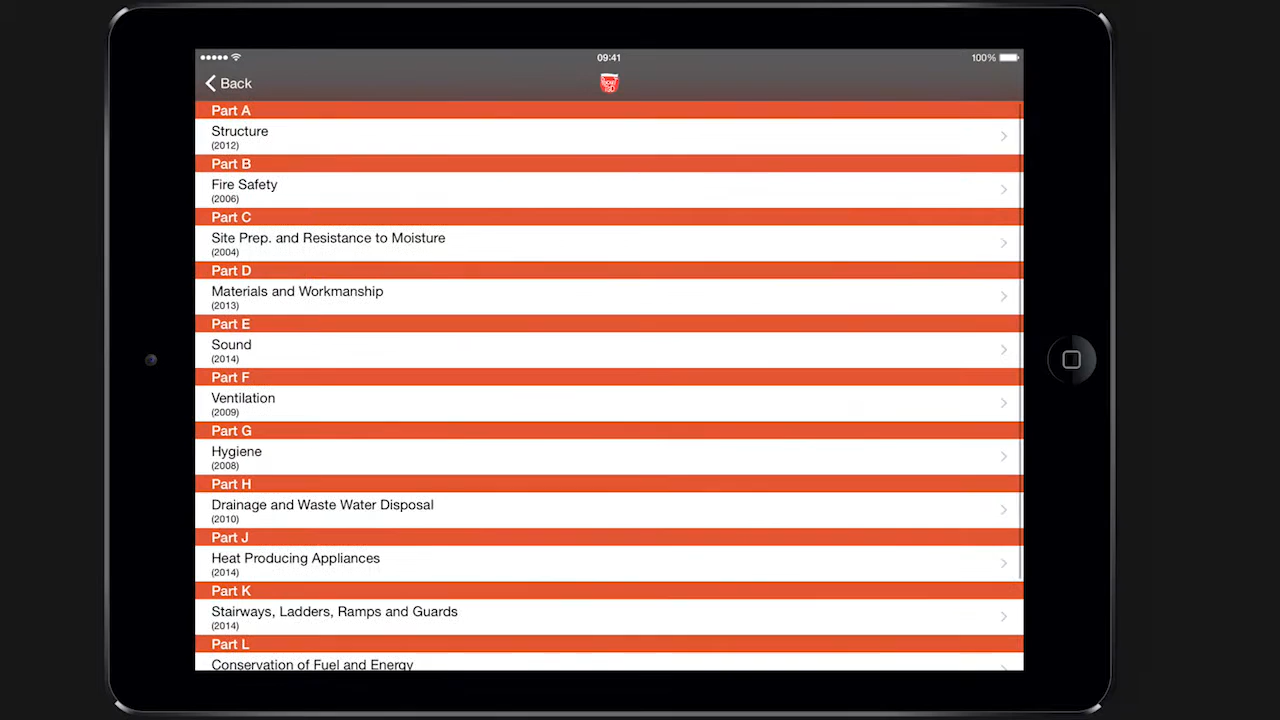 09:41
100%
Back
Part A
Structure
(2012)
Part B
Fire Safety
(2006)
Part C
Site Prep. and Resistance to Moisture
(2004)
Part D
Materials and Workmanship
(2013)
Part E
Sound
(2014)
Part F
Ventilation
(2009)
Part G
Hygiene
(2008)
Part H
Drainage and Waste Water Disposal
(2010)
Part J
Heat Producing Appliances
(2014)
Part K
Stairways, Ladders, Ramps and Guards
(2014)
Part L
Conservation of Fuel and Energy